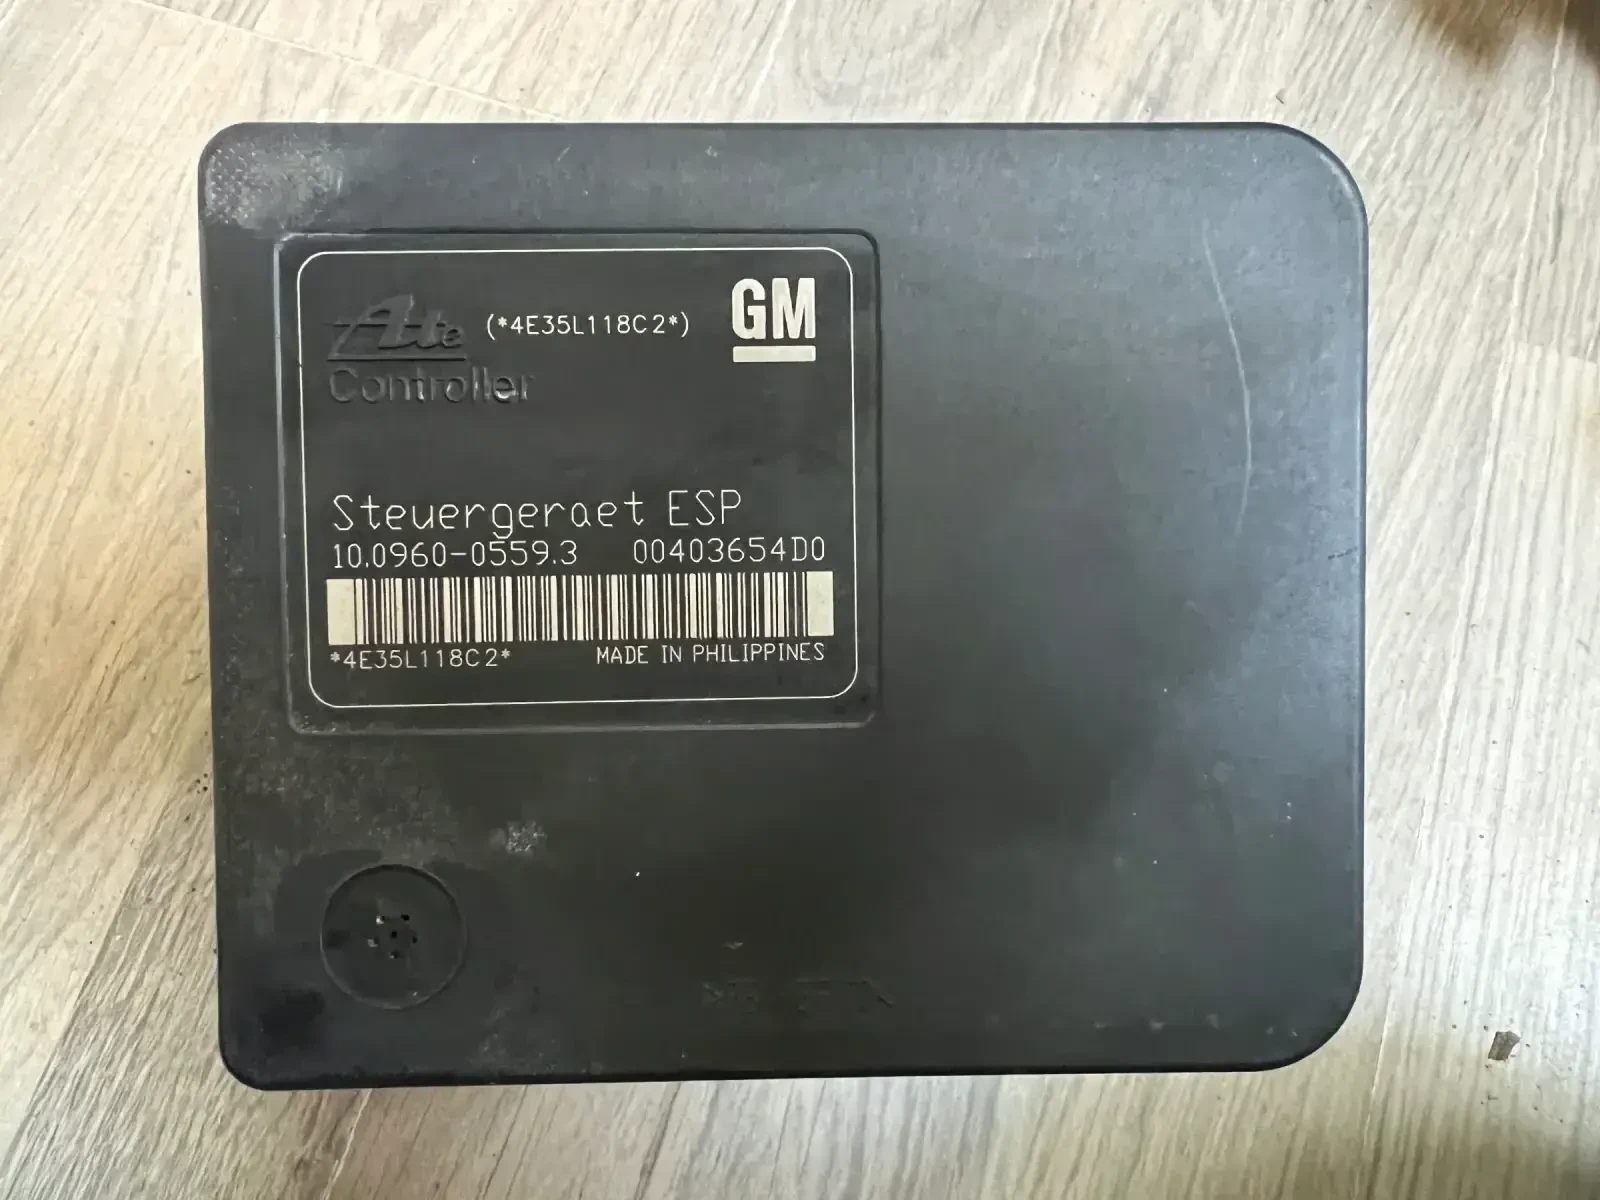 Ate (*4E35L118C2*) GM
Controller
Steuergeraet ESP
10.0960-0559.3 00403654D0
*4E35L118C2* MADE IN PHILIPPINES